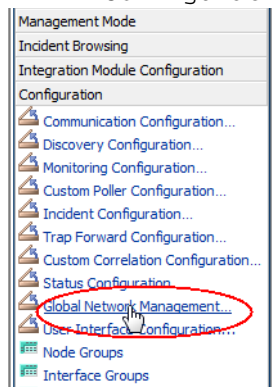 Management Mode
Incident Browsing
Integration Module Configuration
Configuration
Communication Configuration...
Discovery Configuration...
Monitoring Configuration...
Custom Poller Configuration...
Incident Configuration...
Trap Forward Configuration...
Custom Correlation Configuration...
Status Configuration...
Global Network Management...
User Interface Configuration...
Node Groups
Interface Groups